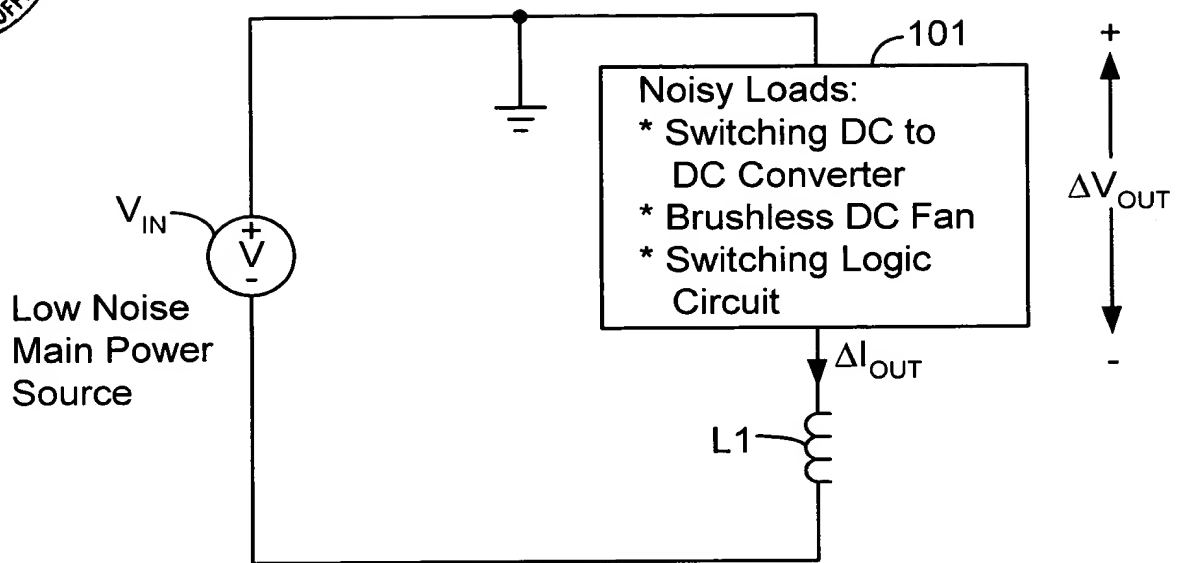 101
+
Noisy Loads:
* Switching DC to
DC Converter
* Brushless DC Fan
* Switching Logic
Circuit
ΔV_OUT
-
V_IN
+
V
-
Low Noise
Main Power
Source
ΔI_OUT
L1